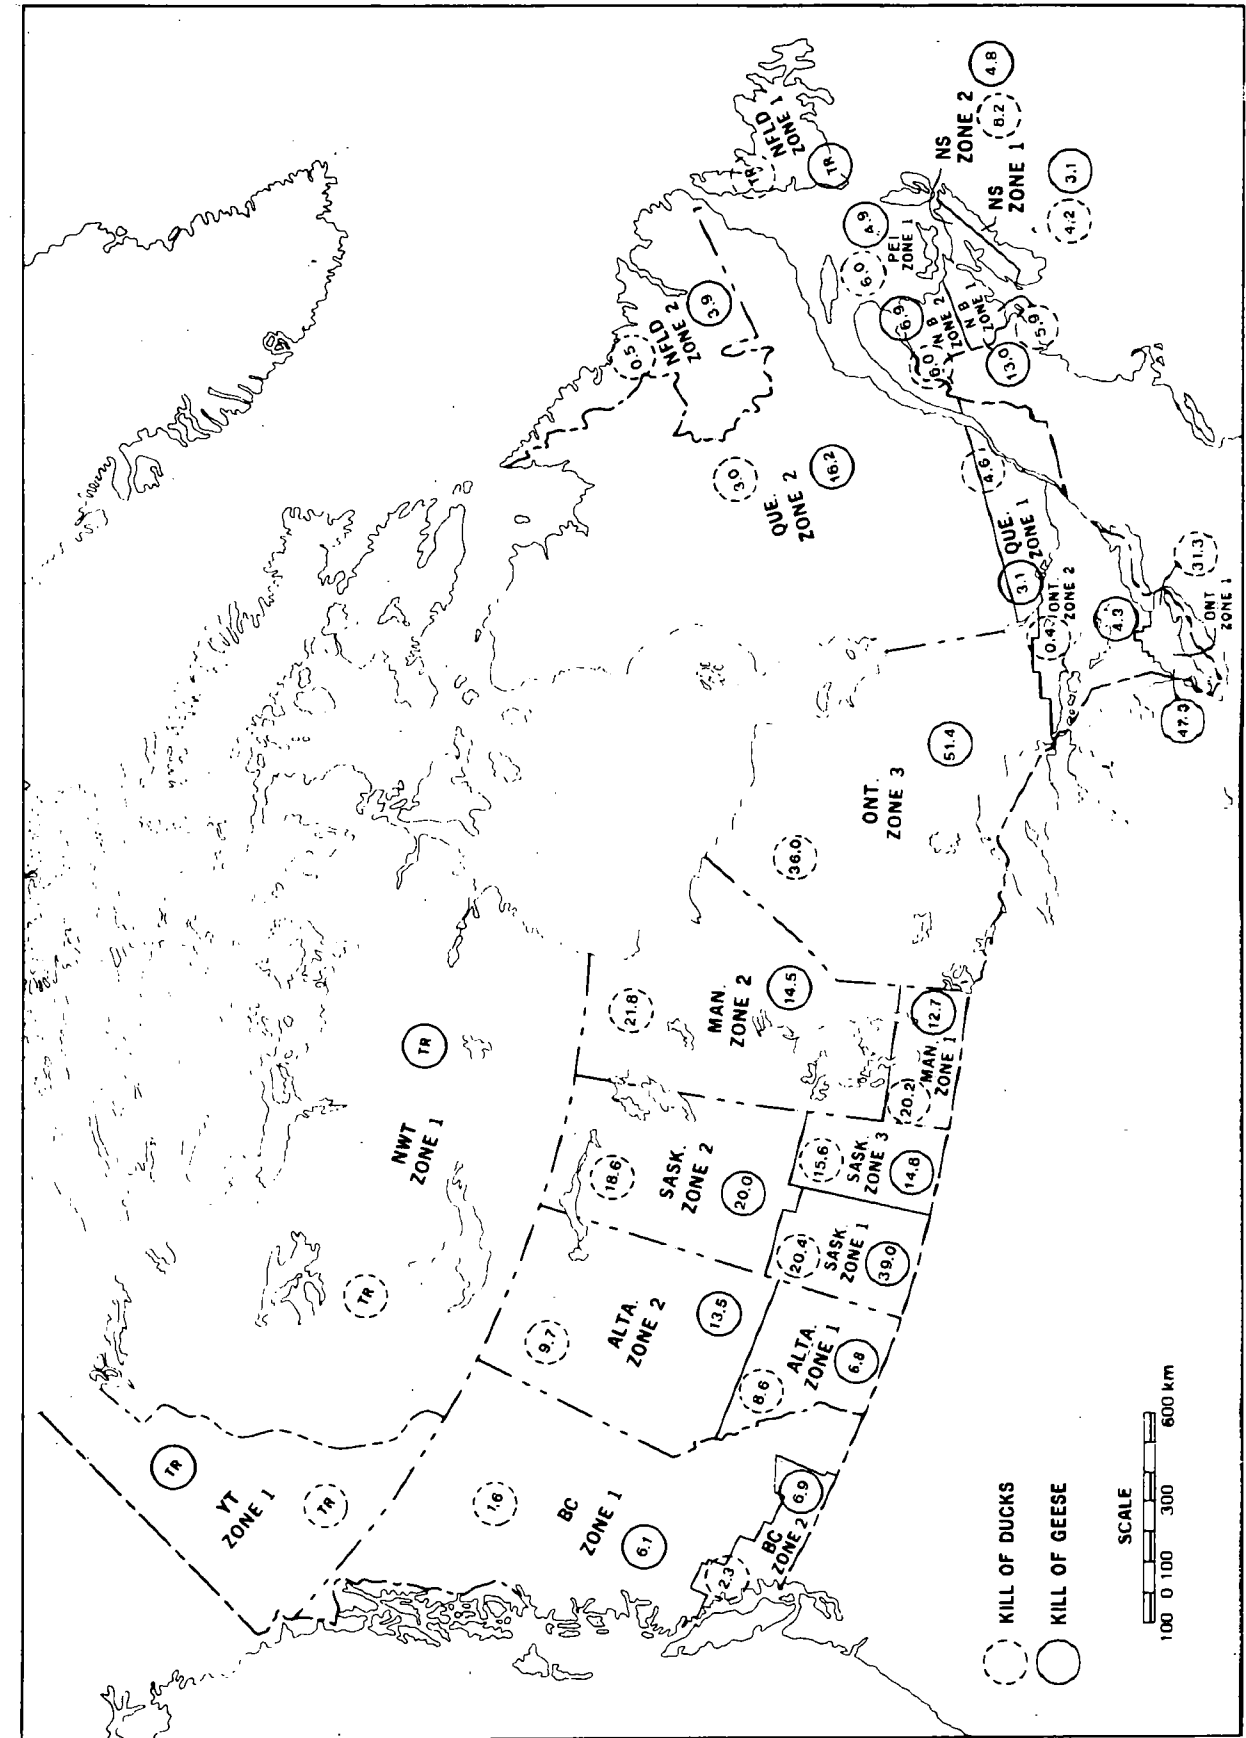 YT
ZONE 1
TR
TR
NWT
ZONE 1
TR
TR
BC
ZONE 1
1.6
6.1
BC
ZONE 2
2.3
6.9
ALTA.
ZONE 2
9.7
13.5
ALTA.
ZONE 1
8.6
6.8
SASK.
ZONE 2
18.6
20.0
SASK.
ZONE 1
20.4
39.0
SASK.
ZONE 3
15.6
14.8
MAN.
ZONE 2
21.8
14.5
MAN.
ZONE 1
20.2
12.7
ONT.
ZONE 3
36.0
51.4
ONT.
ZONE 2
0.4
4.3
ONT
ZONE 1
31.3
47.3
QUE.
ZONE 2
3.0
16.2
QUE.
ZONE 1
4.6
3.1
NFLD
ZONE 2
0.5
3.9
NFLD
ZONE 1
TR
TR
PEI
ZONE 1
6.0
4.9
N B
ZONE 2
6.0
6.9
N B
ZONE 1
5.9
13.0
NS
ZONE 2
8.2
4.8
NS
ZONE 1
4.2
3.1
KILL OF DUCKS
KILL OF GEESE
SCALE
100 0 100 300 600 km